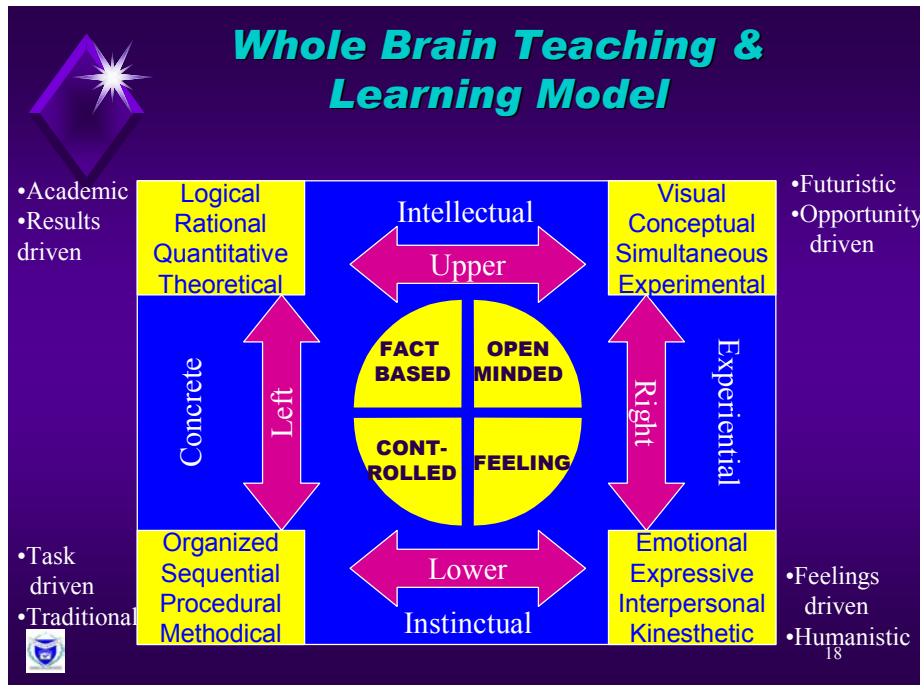 Whole Brain Teaching &
Learning Model
•Academic
•Results
driven
Logical
Rational
Quantitative
Theoretical
Intellectual
Upper
Visual
Conceptual
Simultaneous
Experimental
•Futuristic
•Opportunity
driven
Concrete
Left
FACT
BASED
OPEN
MINDED
CONT-
ROLLED
FEELING
Right
Experiential
•Task
driven
•Traditional
Organized
Sequential
Procedural
Methodical
Lower
Instinctual
Emotional
Expressive
Interpersonal
Kinesthetic
•Feelings
driven
•Humanistic
18